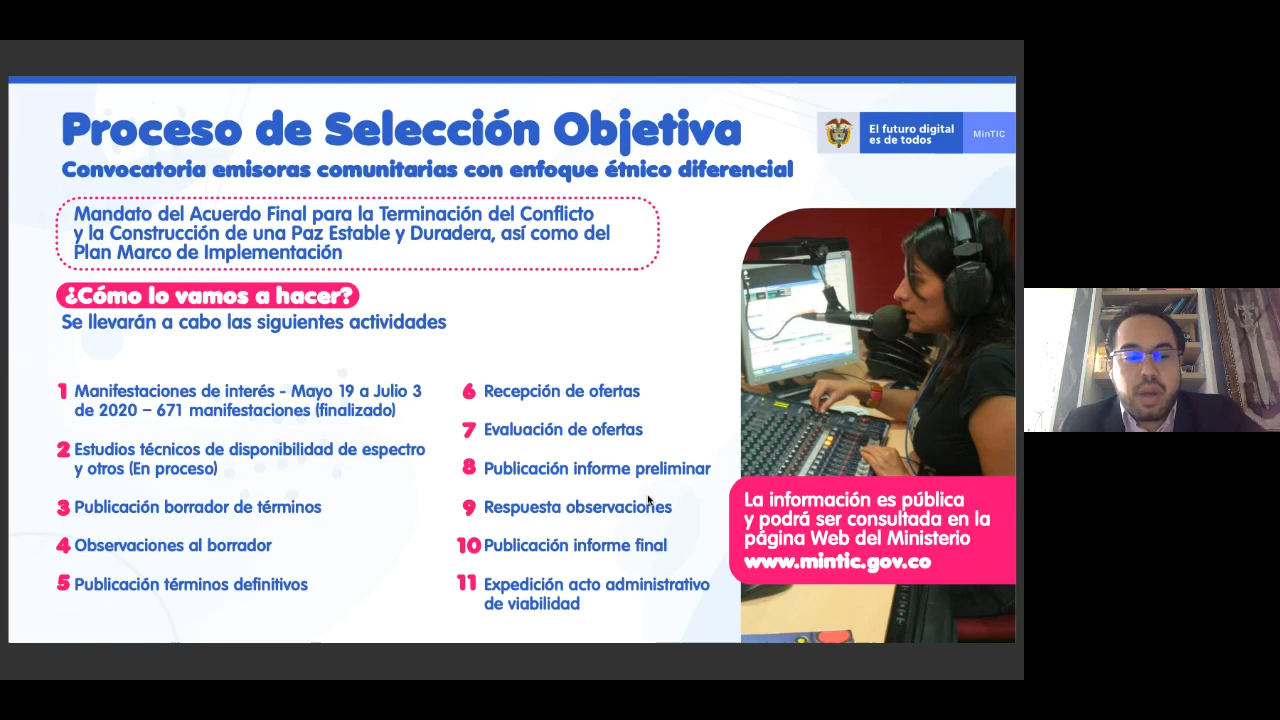 Proceso de Selección Objetiva
Convocatoria emisoras comunitarias con enfoque étnico diferencial
El futuro digital
es de todos
MinTIC
Mandato del Acuerdo Final para la Terminación del Conflicto
y la Construcción de una Paz Estable y Duradera, así como del
Plan Marco de Implementación
¿Cómo lo vamos a hacer?
Se llevarán a cabo las siguientes actividades
1 Manifestaciones de interés - Mayo 19 a Julio 3
de 2020 – 671 manifestaciones (finalizado)
2 Estudios técnicos de disponibilidad de espectro
y otros (En proceso)
3 Publicación borrador de términos
4 Observaciones al borrador
5 Publicación términos definitivos
6 Recepción de ofertas
7 Evaluación de ofertas
8 Publicación informe preliminar
9 Respuesta observaciones
10 Publicación informe final
11 Expedición acto administrativo
de viabilidad
La información es pública
y podrá ser consultada en la
página Web del Ministerio
www.mintic.gov.co